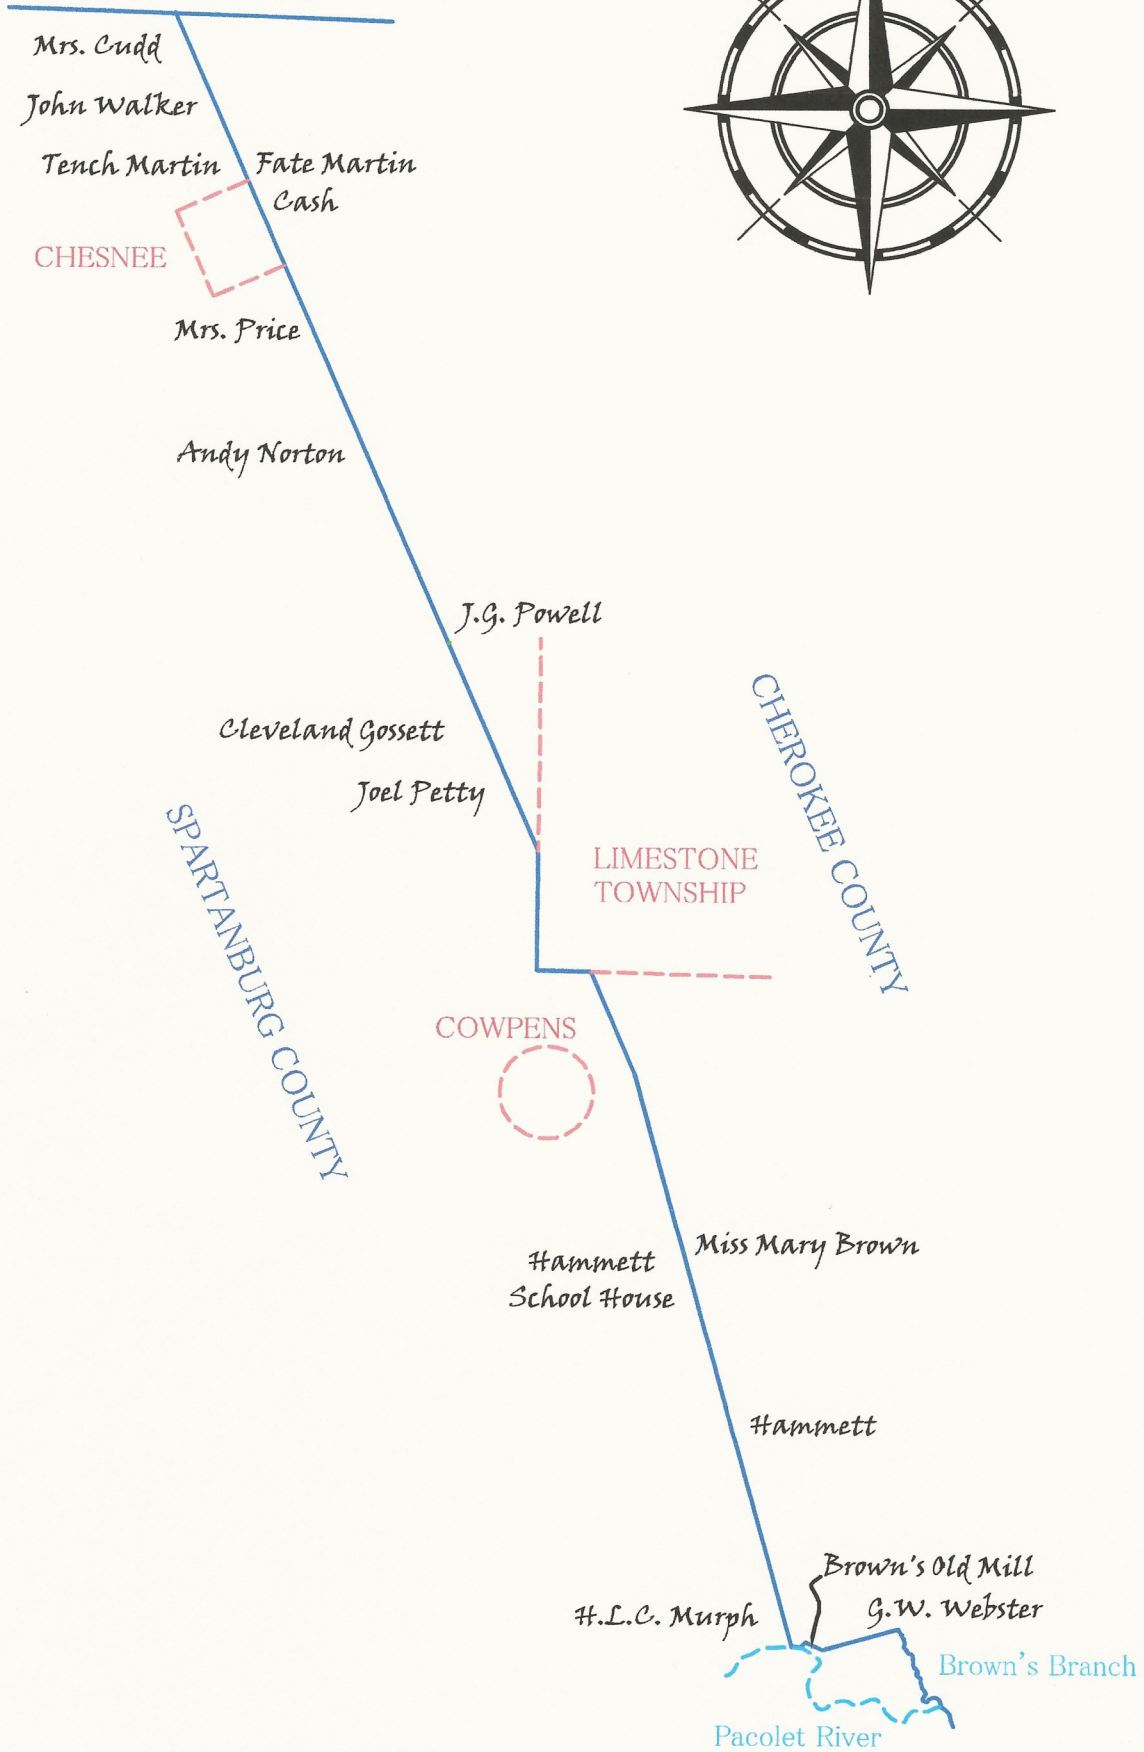 Mrs. Cudd
John Walker
Tench Martin
Fate Martin
Cash
CHESNEE
Mrs. Price
Andy Norton
J.G. Powell
Cleveland Gossett
Joel Petty
CHEROKEE COUNTY
SPARTANBURG COUNTY
LIMESTONE
TOWNSHIP
COWPENS
Miss Mary Brown
Hammett
School House
Hammett
Brown's Old Mill
H.L.C. Murph
G.W. Webster
Brown's Branch
Pacolet River